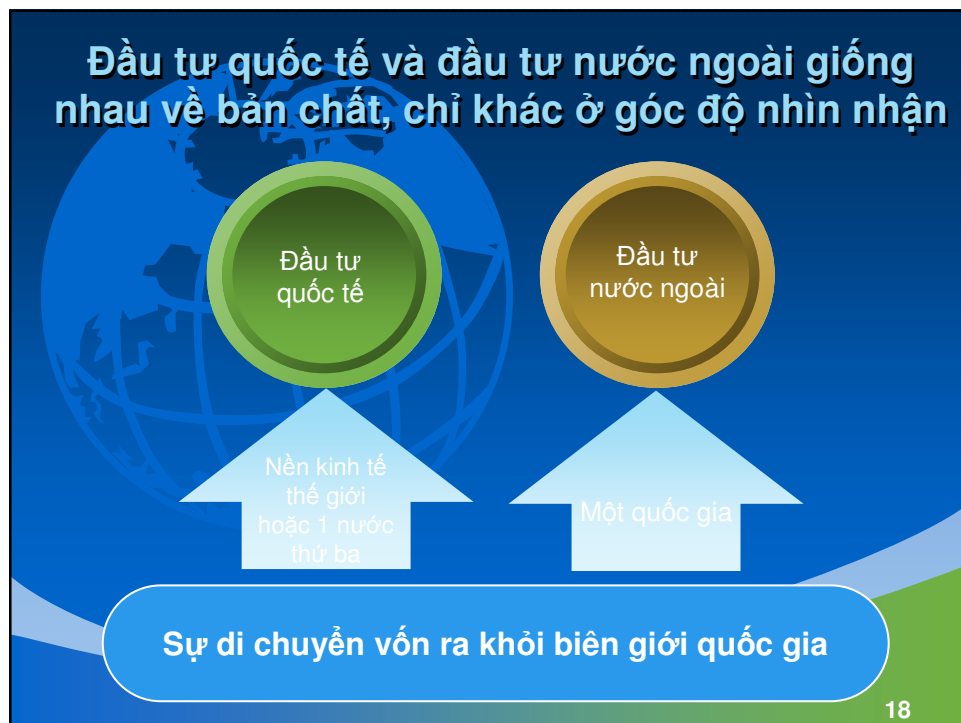 Đầu tư quốc tế và đầu tư nước ngoài giống
nhau về bản chất, chỉ khác ở góc độ nhìn nhận
Đầu tư
quốc tế
Đầu tư
nước ngoài
Nền kinh tế
thế giới
hoặc 1 nước
thứ ba
Một quốc gia
Sự di chuyển vốn ra khỏi biên giới quốc gia
18